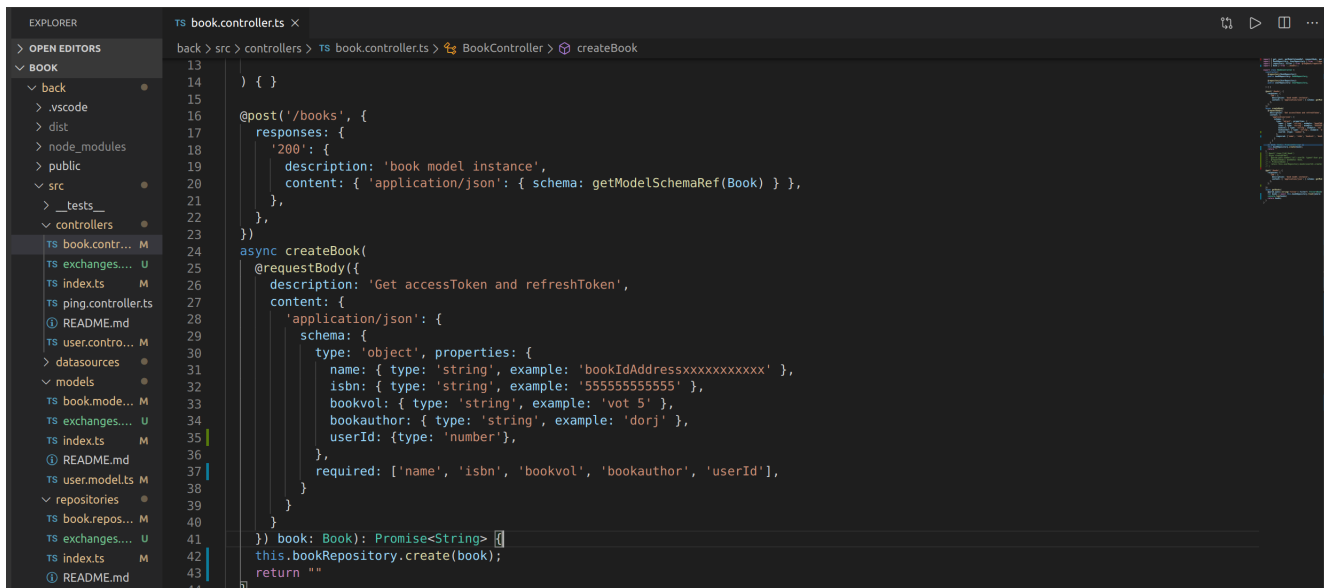 EXPLORER
OPEN EDITORS
BOOK
back
.vscode
dist
node_modules
public
src
__tests__
controllers
TS book.contr... M
TS exchanges.... U
TS index.ts M
TS ping.controller.ts
README.md
TS user.contro... M
datasources
models
TS book.mode... M
TS exchanges.... U
TS index.ts M
README.md
TS user.model.ts M
repositories
TS book.repos... M
TS exchanges.... U
TS index.ts M
README.md
TS book.controller.ts ×
back > src > controllers > TS book.controller.ts > BookController > createBook
13
14 ) { }
15
16 @post('/books', {
17 responses: {
18 '200': {
19 description: 'book model instance',
20 content: { 'application/json': { schema: getModelSchemaRef(Book) } },
21 },
22 },
23 })
24 async createBook(
25 @requestBody({
26 description: 'Get accessToken and refreshToken',
27 content: {
28 'application/json': {
29 schema: {
30 type: 'object', properties: {
31 name: { type: 'string', example: 'bookIdAddressxxxxxxxxxxx' },
32 isbn: { type: 'string', example: '555555555555' },
33 bookvol: { type: 'string', example: 'vot 5' },
34 bookauthor: { type: 'string', example: 'dorj' },
35 userId: {type: 'number'},
36 },
37 required: ['name', 'isbn', 'bookvol', 'bookauthor', 'userId'],
38 }
39 }
40 }
41 }) book: Book): Promise<String> {
42 this.bookRepository.create(book);
43 return ""